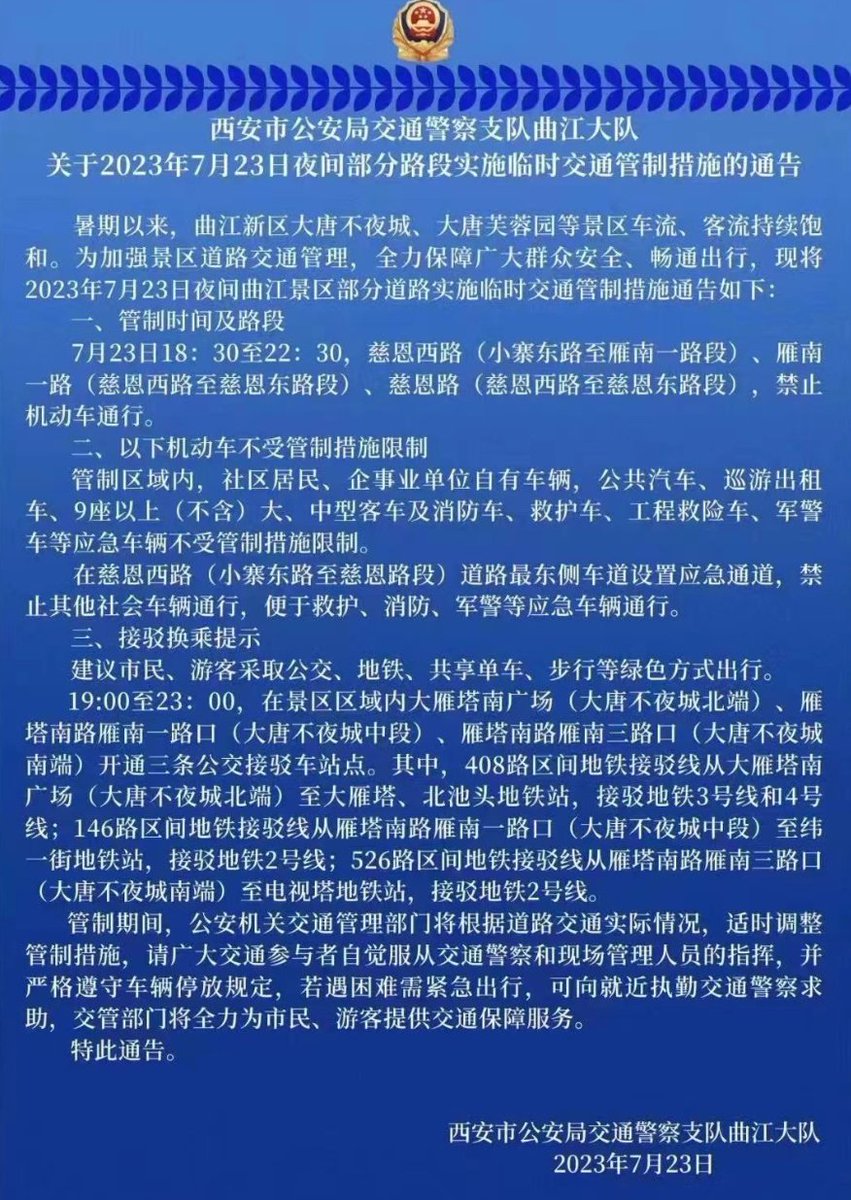 西安市公安局交通警察支队曲江大队
关于2023年7月23日夜间部分路段实施临时交通管制措施的通告
暑期以来，曲江新区大唐不夜城、大唐芙蓉园等景区车流、客流持续饱
和。为加强景区道路交通管理，全力保障广大群众安全、畅通出行，现将
2023年7月23日夜间曲江景区部分道路实施临时交通管制措施通告如下：
一、管制时间及路段
7月23日18：30至22：30，慈恩西路（小寨东路至雁南一路段）、雁南
一路（慈恩西路至慈恩东路段）、慈恩路（慈恩西路至慈恩东路段），禁止
机动车通行。
二、以下机动车不受管制措施限制
管制区域内，社区居民、企事业单位自有车辆，公共汽车、巡游出租
车、9座以上（不含）大、中型客车及消防车、救护车、工程救险车、军警
车等应急车辆不受管制措施限制。
在慈恩西路（小寨东路至慈恩路段）道路最东侧车道设置应急通道，禁
止其他社会车辆通行，便于救护、消防、军警等应急车辆通行。
三、接驳换乘提示
建议市民、游客采取公交、地铁、共享单车、步行等绿色方式出行。
19:00至23：00，在景区区域内大雁塔南广场（大唐不夜城北端）、雁
塔南路雁南一路口（大唐不夜城中段）、雁塔南路雁南三路口（大唐不夜城
南端）开通三条公交接驳车站点。其中，408路区间地铁接驳线从大雁塔南
广场（大唐不夜城北端）至大雁塔、北池头地铁站，接驳地铁3号线和4号
线；146路区间地铁接驳线从雁塔南路雁南一路口（大唐不夜城中段）至纬
一街地铁站，接驳地铁2号线；526路区间地铁接驳线从雁塔南路雁南三路口
（大唐不夜城南端）至电视塔地铁站，接驳地铁2号线。
管制期间，公安机关交通管理部门将根据道路交通实际情况，适时调整
管制措施，请广大交通参与者自觉服从交通警察和现场管理人员的指挥，并
严格遵守车辆停放规定，若遇困难需紧急出行，可向就近执勤交通警察求
助，交管部门将全力为市民、游客提供交通保障服务。
特此通告。
西安市公安局交通警察支队曲江大队
2023年7月23日